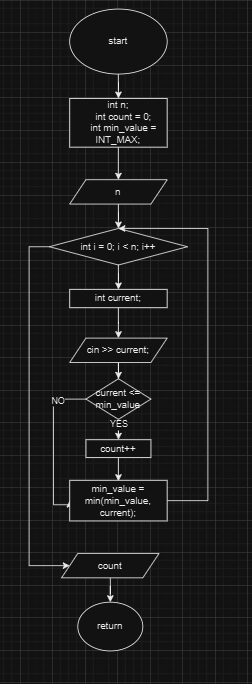 start
int n;
int count = 0;
int min_value =
INT_MAX;
n
int i = 0; i < n; i++
int current;
cin >> current;
current <=
min_value
NO
YES
count++
min_value =
min(min_value,
current);
count
return